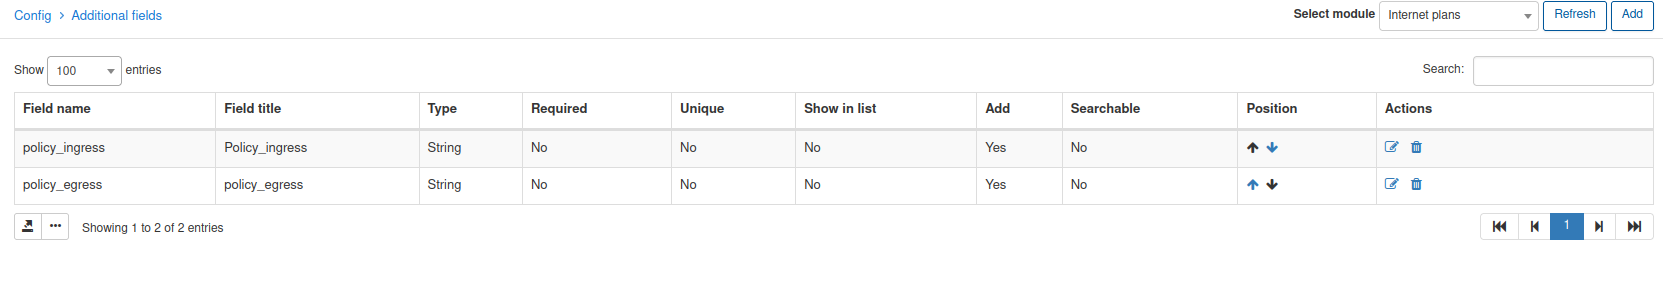 Config > Additional fields Select module Internet plans Refresh Add
Show 100 entries Search:
Field name Field title Type Required Unique Show in list Add Searchable Position Actions
policy_ingress Policy_ingress String No No No Yes No
policy_egress policy_egress String No No No Yes No
Showing 1 to 2 of 2 entries 1